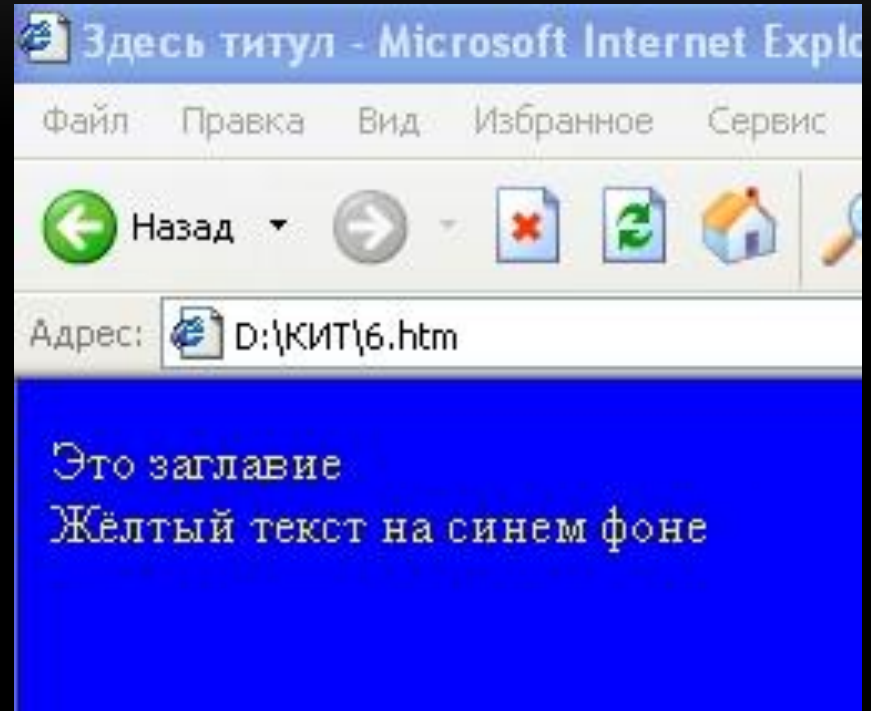 Здесь титул - Microsoft Internet Explo
Файл Правка Вид Избранное Сервис
Назад
Адрес: D:\КИТ\6.htm
Это заглавие
Жёлтый текст на синем фоне